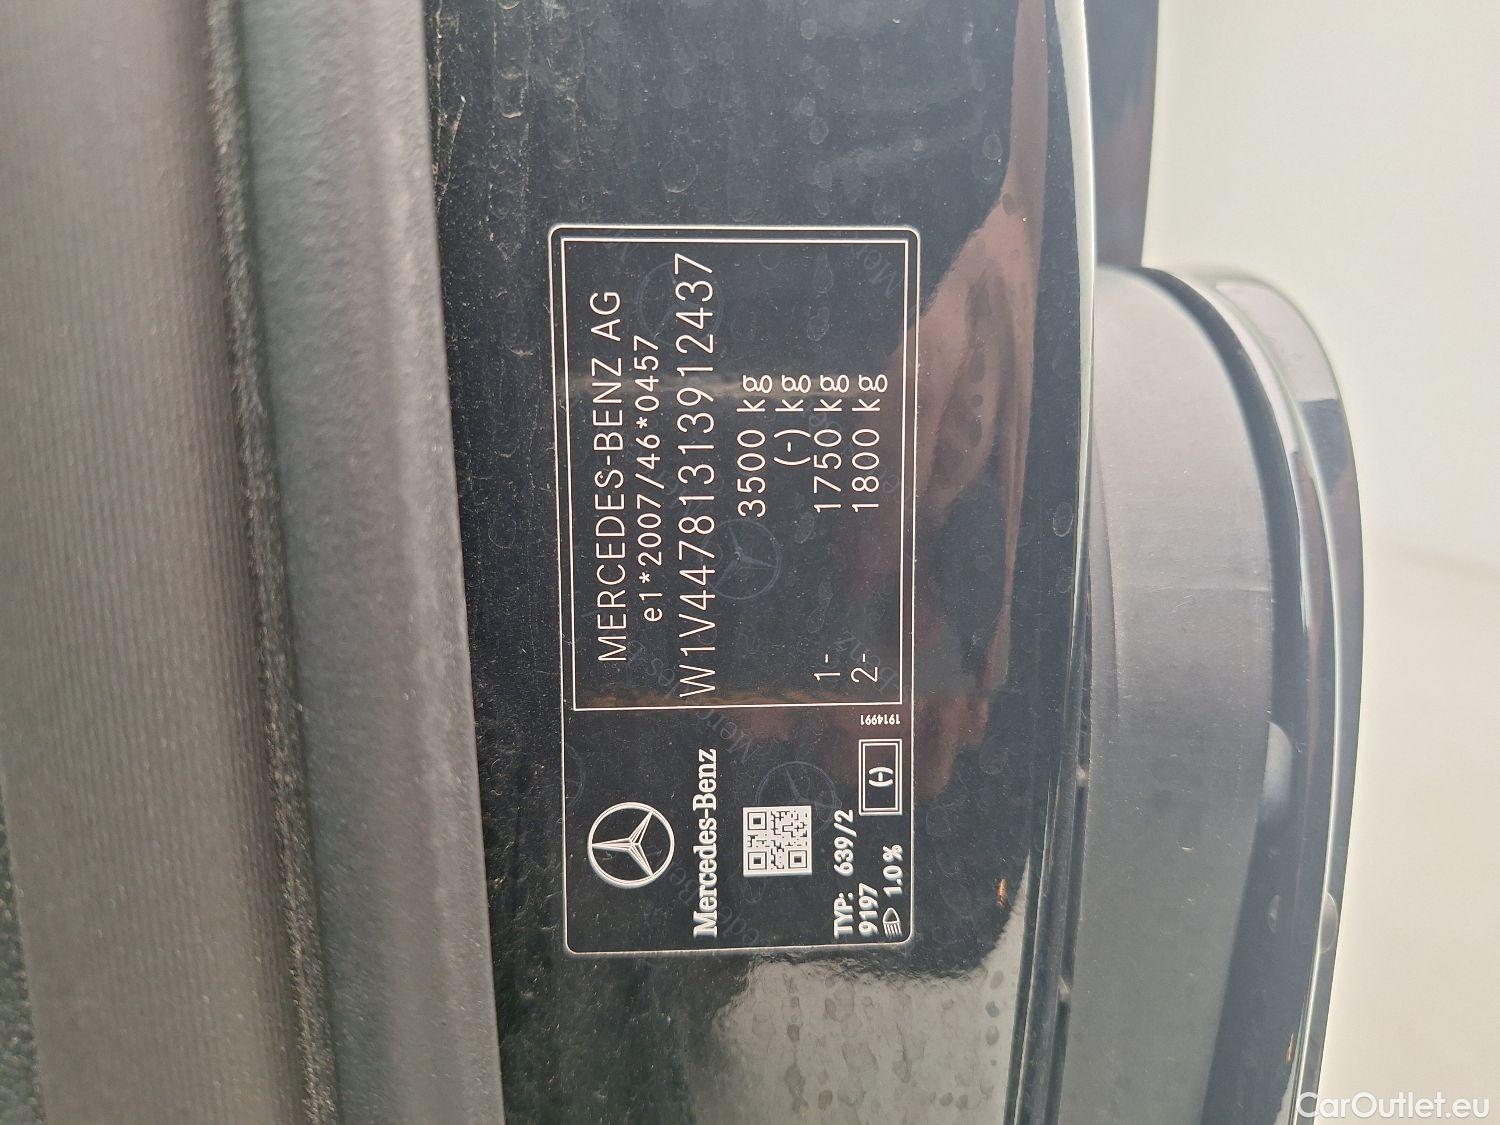 MERCEDES-BENZ AG
e1*2007/46*0457
W1V44781313912437
3500 kg
(-) kg
1- 1750 kg
2- 1800 kg
Mercedes-Benz
TYP: 639/2
9197
1.0 %
(-)
1914991
CarOutlet.eu